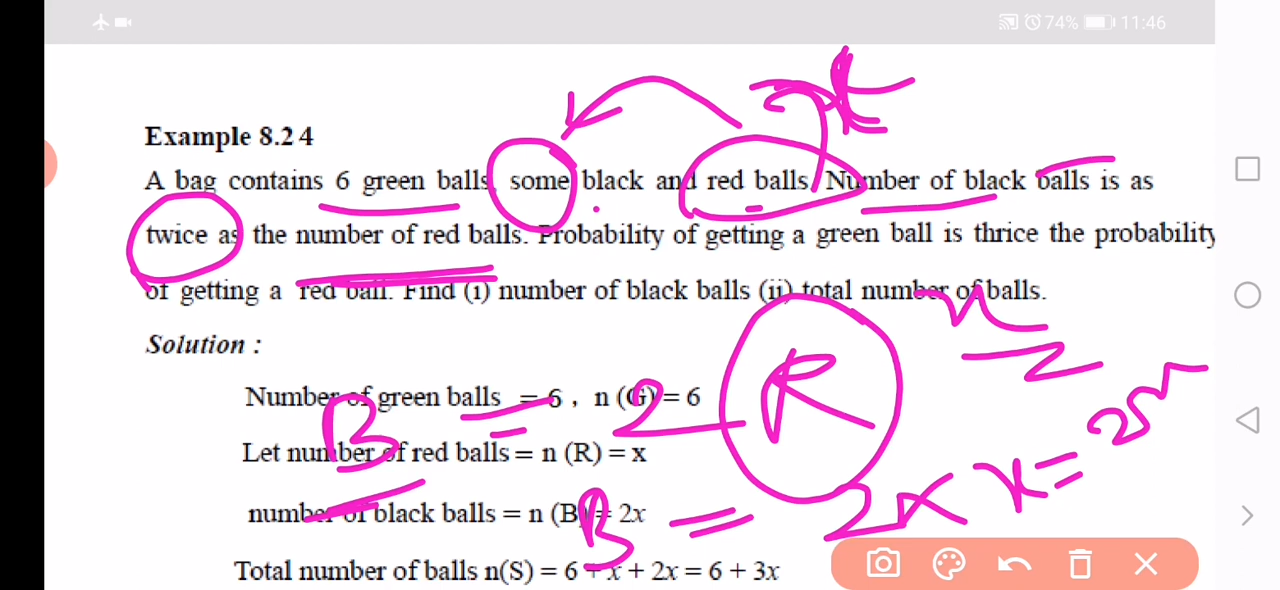 74% 11:46
Example 8.24
A bag contains 6 green balls, some black and red balls. Number of black balls is as
twice as the number of red balls. Probability of getting a green ball is thrice the probability
of getting a red ball. Find (i) number of black balls (ii) total number of balls.
Solution :
Number of green balls = 6 , n (G) = 6
Let number of red balls = n (R) = x
number of black balls = n (B) = 2x
Total number of balls n(S) = 6 + x + 2x = 6 + 3x
B = 2 R
B = 2x